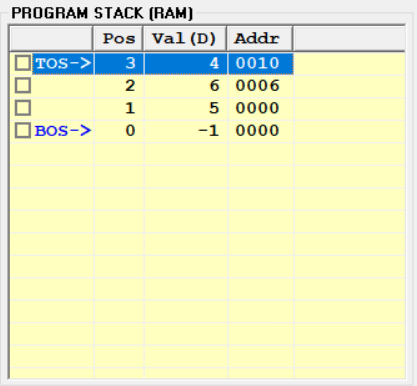 PROGRAM STACK (RAM)
Pos Val(D) Addr
TOS-> 3 4 0010
2 6 0006
1 5 0000
BOS-> 0 -1 0000